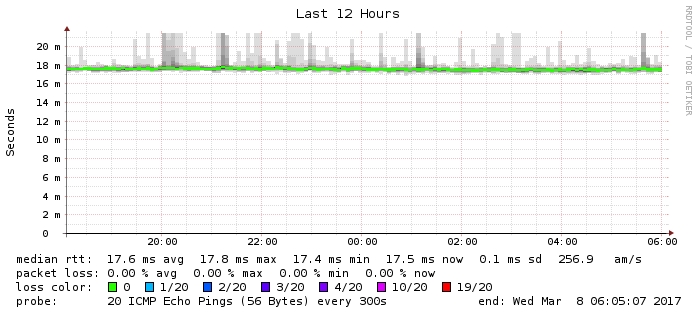 Last 12 Hours
RRDTOOL / TOBI OETIKER
Seconds
20 m
18 m
16 m
14 m
12 m
10 m
8 m
6 m
4 m
2 m
0
20:00 22:00 00:00 02:00 04:00 06:00
median rtt: 17.6 ms avg 17.8 ms max 17.4 ms min 17.5 ms now 0.1 ms sd 256.9 am/s
packet loss: 0.00 % avg 0.00 % max 0.00 % min 0.00 % now
loss color: 0 1/20 2/20 3/20 4/20 10/20 19/20
probe: 20 ICMP Echo Pings (56 Bytes) every 300s end: Wed Mar 8 06:05:07 2017